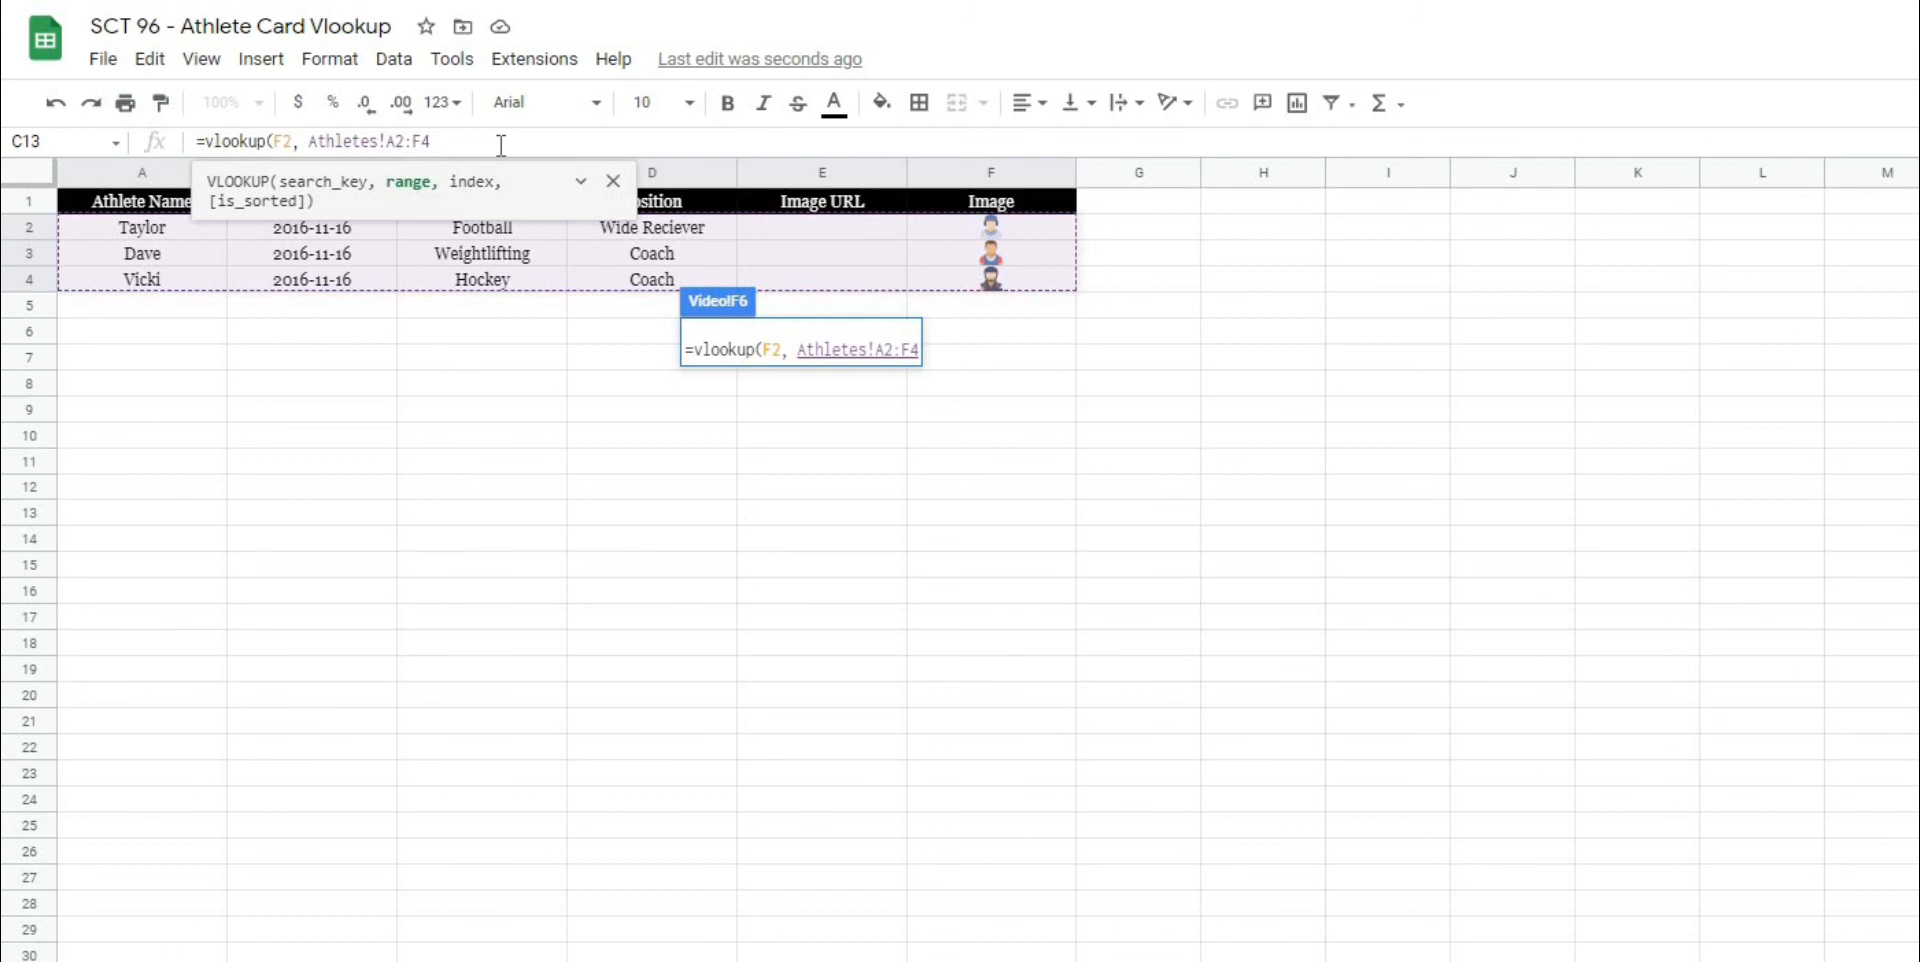 SCT 96 - Athlete Card Vlookup
File Edit View Insert Format Data Tools Extensions Help Last edit was seconds ago
100% $ % .0 .00 123 Arial 10 B I S A Σ
C13 fx =vlookup(F2, Athletes!A2:F4
VLOOKUP(search_key, range, index,
[is_sorted])
A D E F G H I J K L M
1 Athlete Name osition Image URL Image
2 Taylor 2016-11-16 Football Wide Reciever
3 Dave 2016-11-16 Weightlifting Coach
4 Vicki 2016-11-16 Hockey Coach
Video!F6
=vlookup(F2, Athletes!A2:F4
5
6
7
8
9
10
11
12
13
14
15
16
17
18
19
20
21
22
23
24
25
26
27
28
29
30